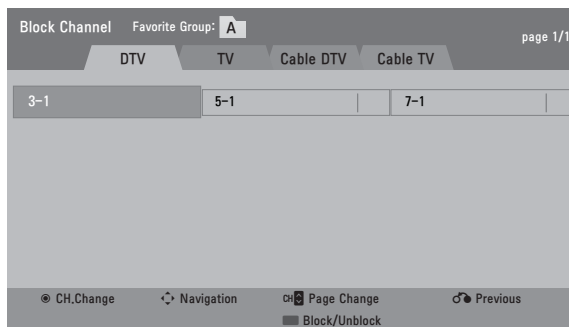 Block Channel Favorite Group: A
page 1/1
DTV TV Cable DTV Cable TV
3-1 5-1 7-1
CH.Change Navigation CH Page Change Previous
Block/Unblock